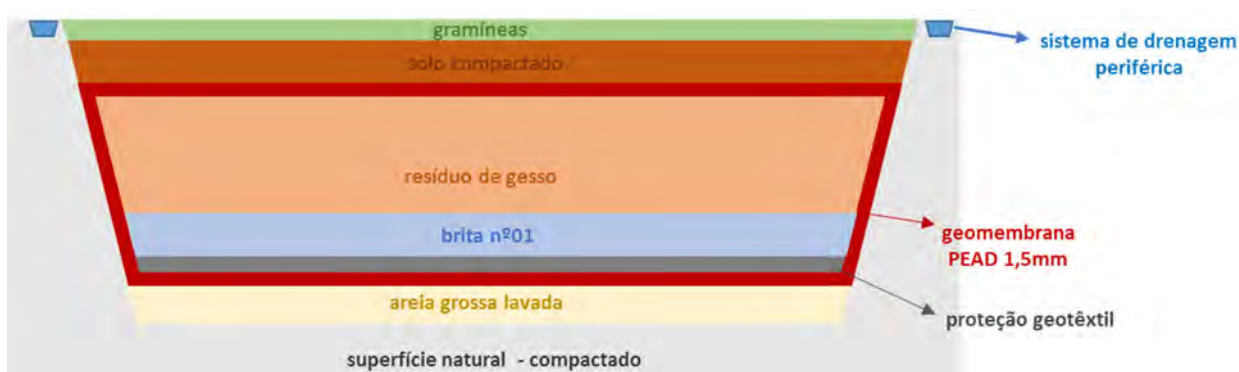 gramíneas
sistema de drenagem
periférica
solo compactado
resíduo de gesso
brita nº01
geomembrana
PEAD 1,5mm
areia grossa lavada
proteção geotêxtil
superfície natural - compactado